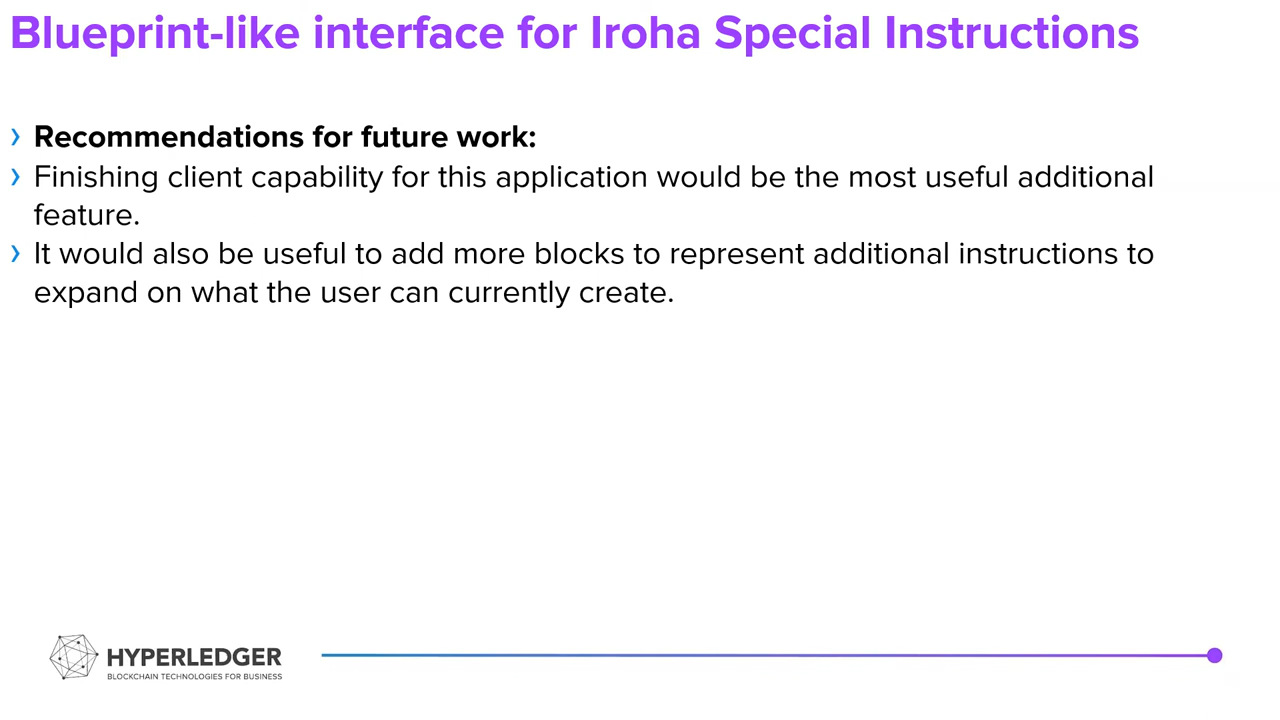 Blueprint-like interface for Iroha Special Instructions
› Recommendations for future work:
› Finishing client capability for this application would be the most useful additional
feature.
› It would also be useful to add more blocks to represent additional instructions to
expand on what the user can currently create.
HYPERLEDGER
BLOCKCHAIN TECHNOLOGIES FOR BUSINESS